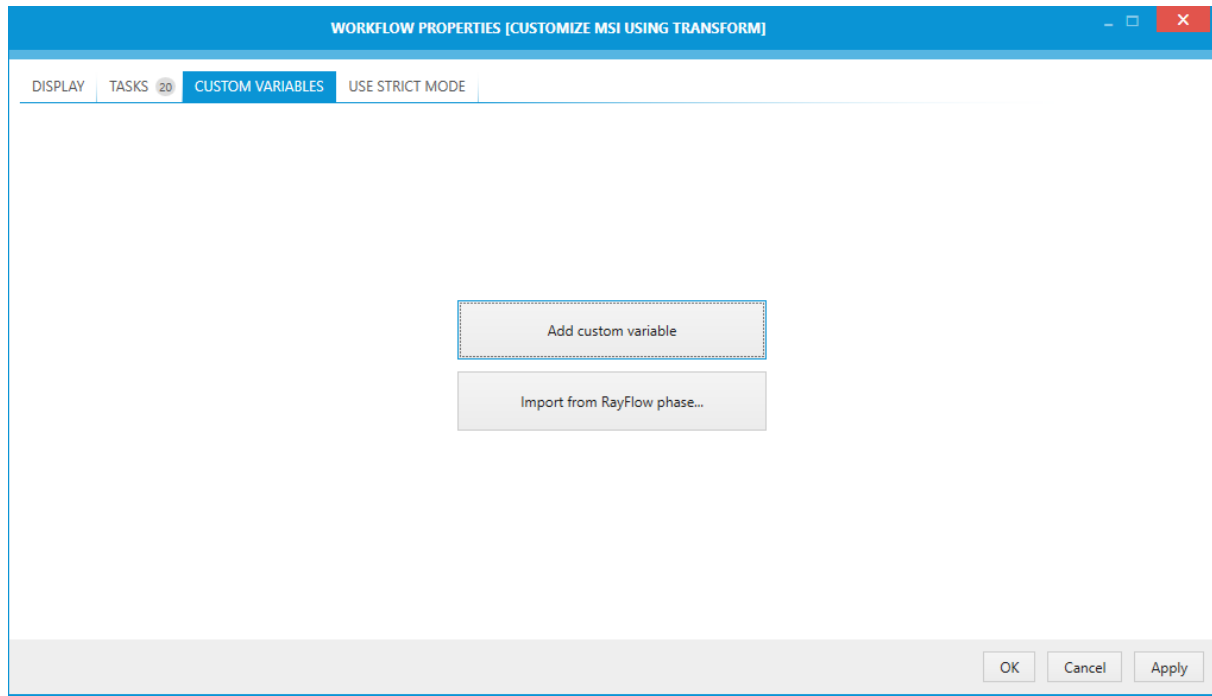 WORKFLOW PROPERTIES [CUSTOMIZE MSI USING TRANSFORM]
DISPLAY TASKS 20 CUSTOM VARIABLES USE STRICT MODE
Add custom variable
Import from RayFlow phase...
OK Cancel Apply